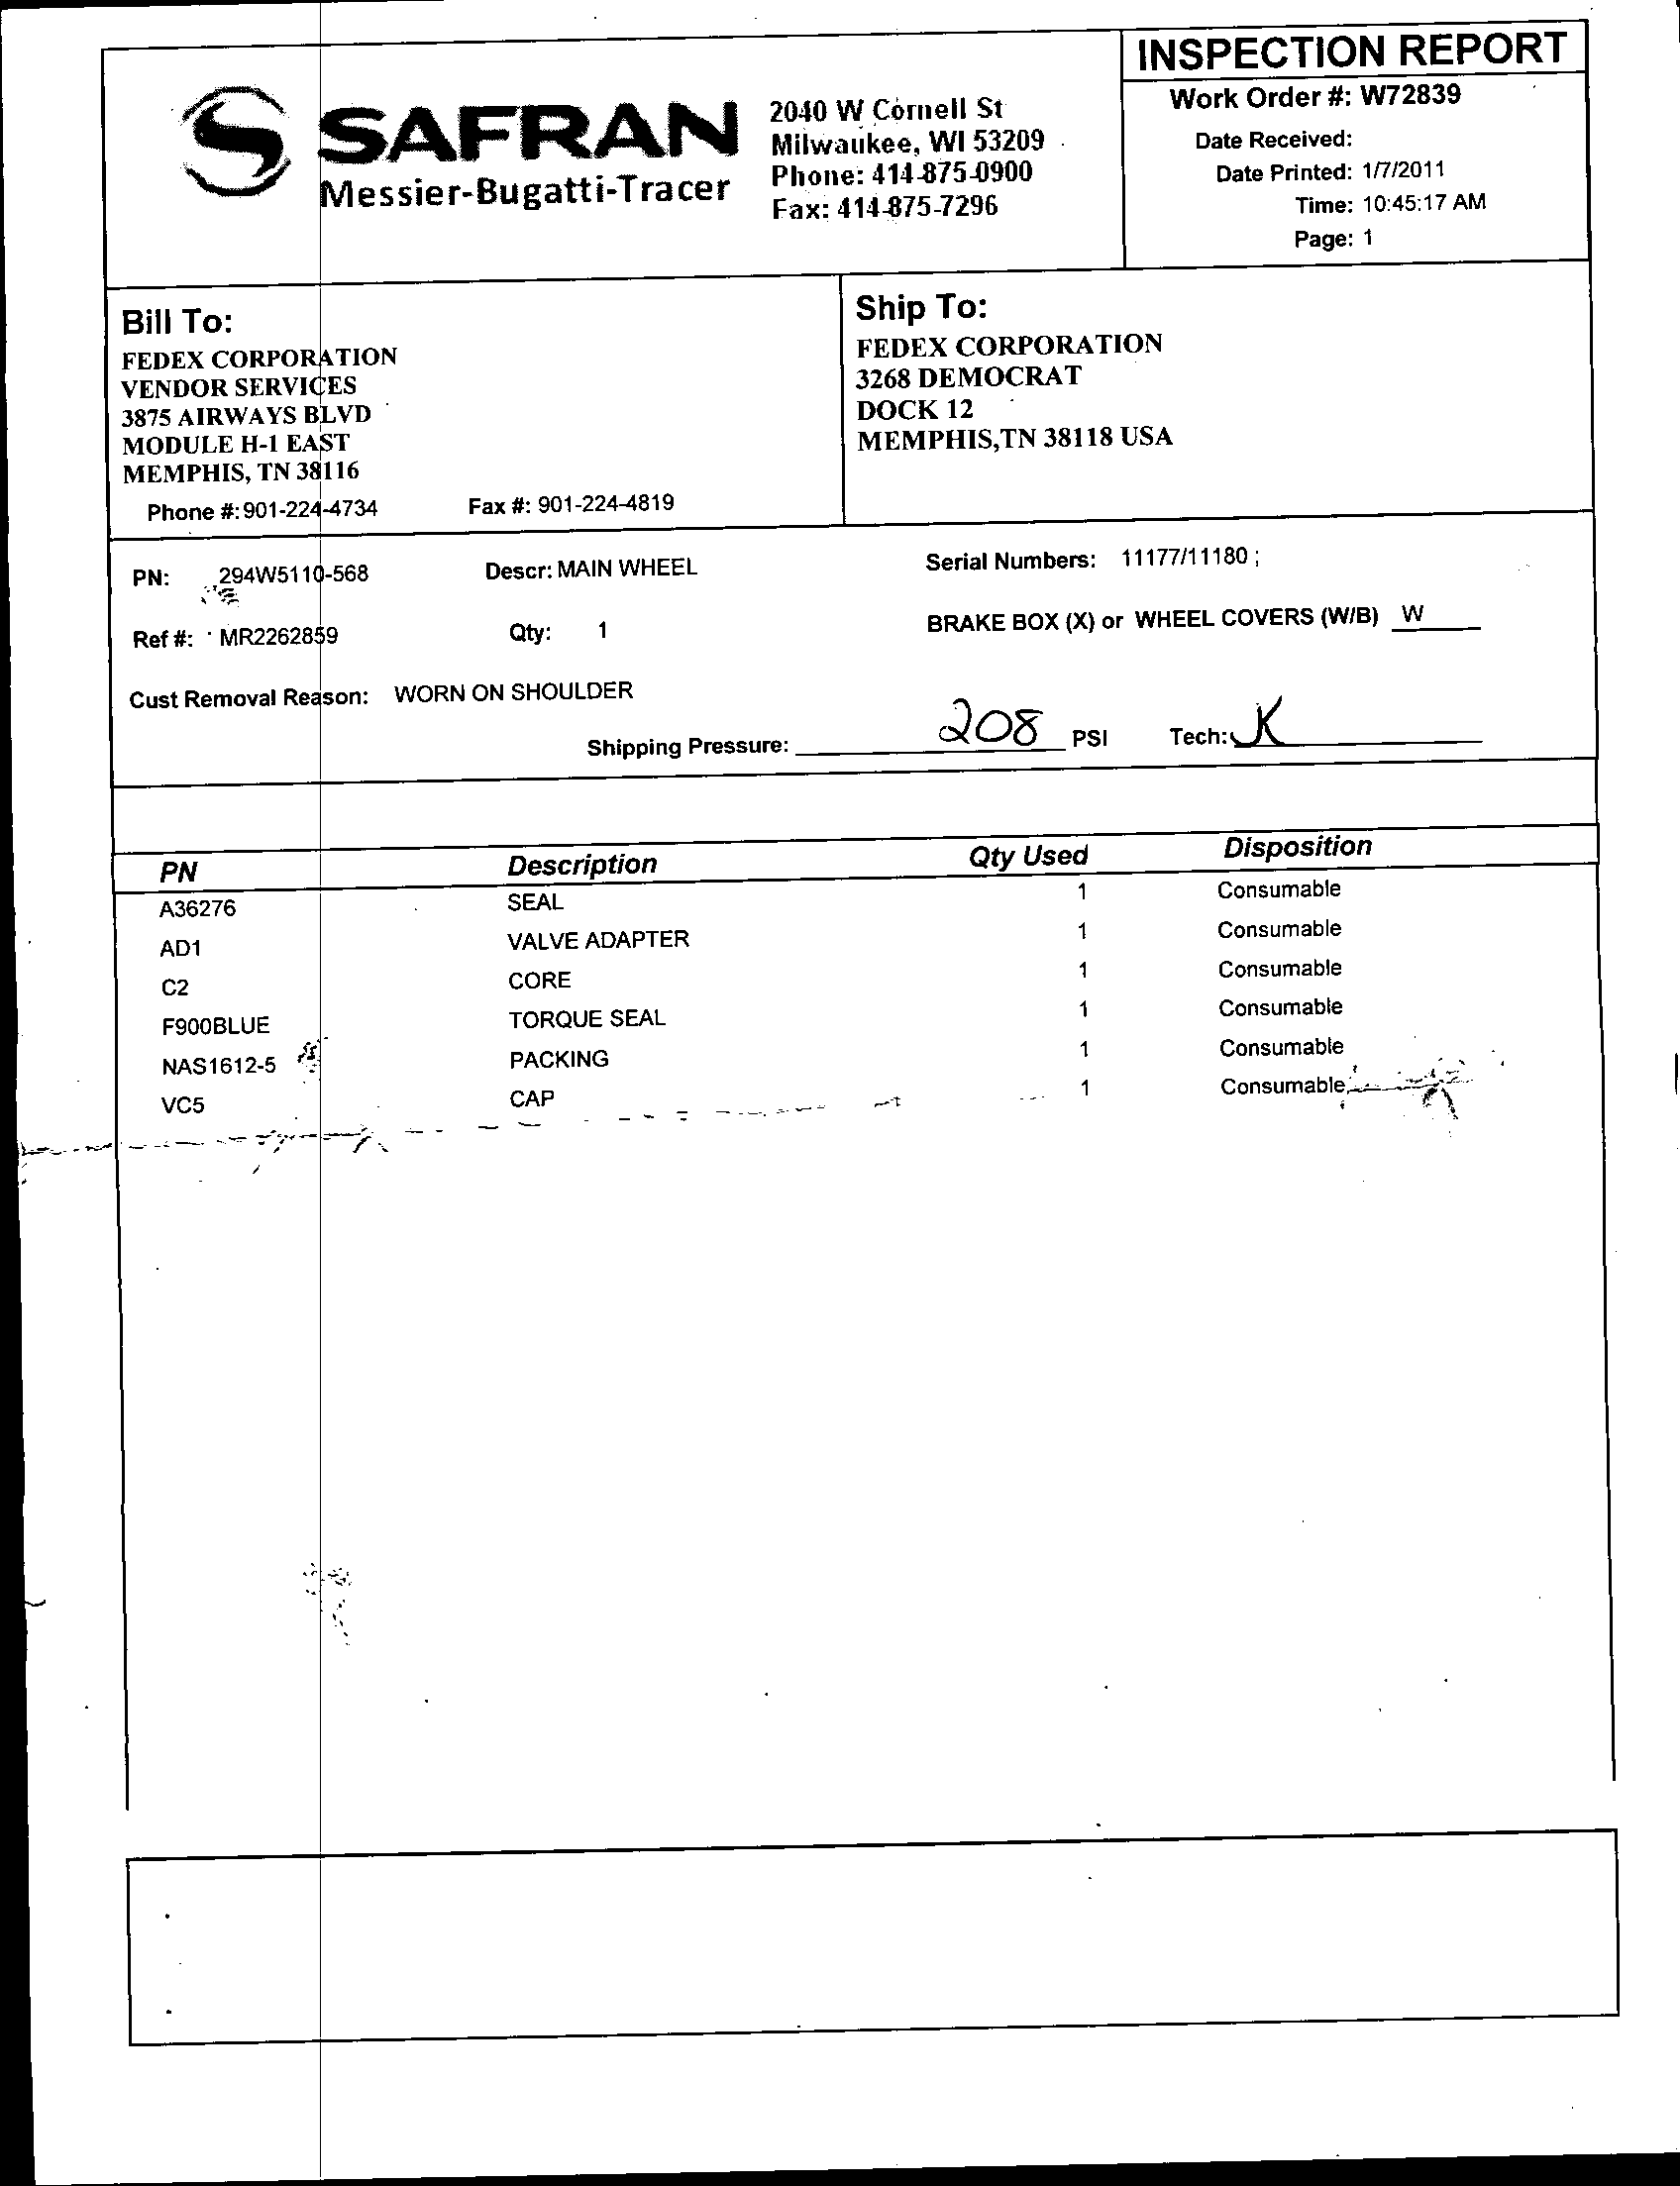 INSPECTION REPORT
SAFRAN
Messier-Bugatti-Tracer
2040 W Cornell St
Milwaukee, WI 53209
Phone: 414-875-0900
Fax: 414-875-7296
Work Order #: W72839
Date Received:
Date Printed: 1/7/2011
Time: 10:45:17 AM
Page: 1
Bill To:
FEDEX CORPORATION
VENDOR SERVICES
3875 AIRWAYS BLVD
MODULE H-1 EAST
MEMPHIS, TN 38116
Phone #: 901-224-4734 Fax #: 901-224-4819
Ship To:
FEDEX CORPORATION
3268 DEMOCRAT
DOCK 12
MEMPHIS,TN 38118 USA
PN: 294W5110-568 Descr: MAIN WHEEL Serial Numbers: 11177/11180 ;
Ref #: MR2262859 Qty: 1 BRAKE BOX (X) or WHEEL COVERS (W/B) W
Cust Removal Reason: WORN ON SHOULDER
Shipping Pressure: 208 PSI Tech: K
PN Description Qty Used Disposition
A36276 SEAL 1 Consumable
AD1 VALVE ADAPTER 1 Consumable
C2 CORE 1 Consumable
F900BLUE TORQUE SEAL 1 Consumable
NAS1612-5 PACKING 1 Consumable
VC5 CAP 1 Consumable